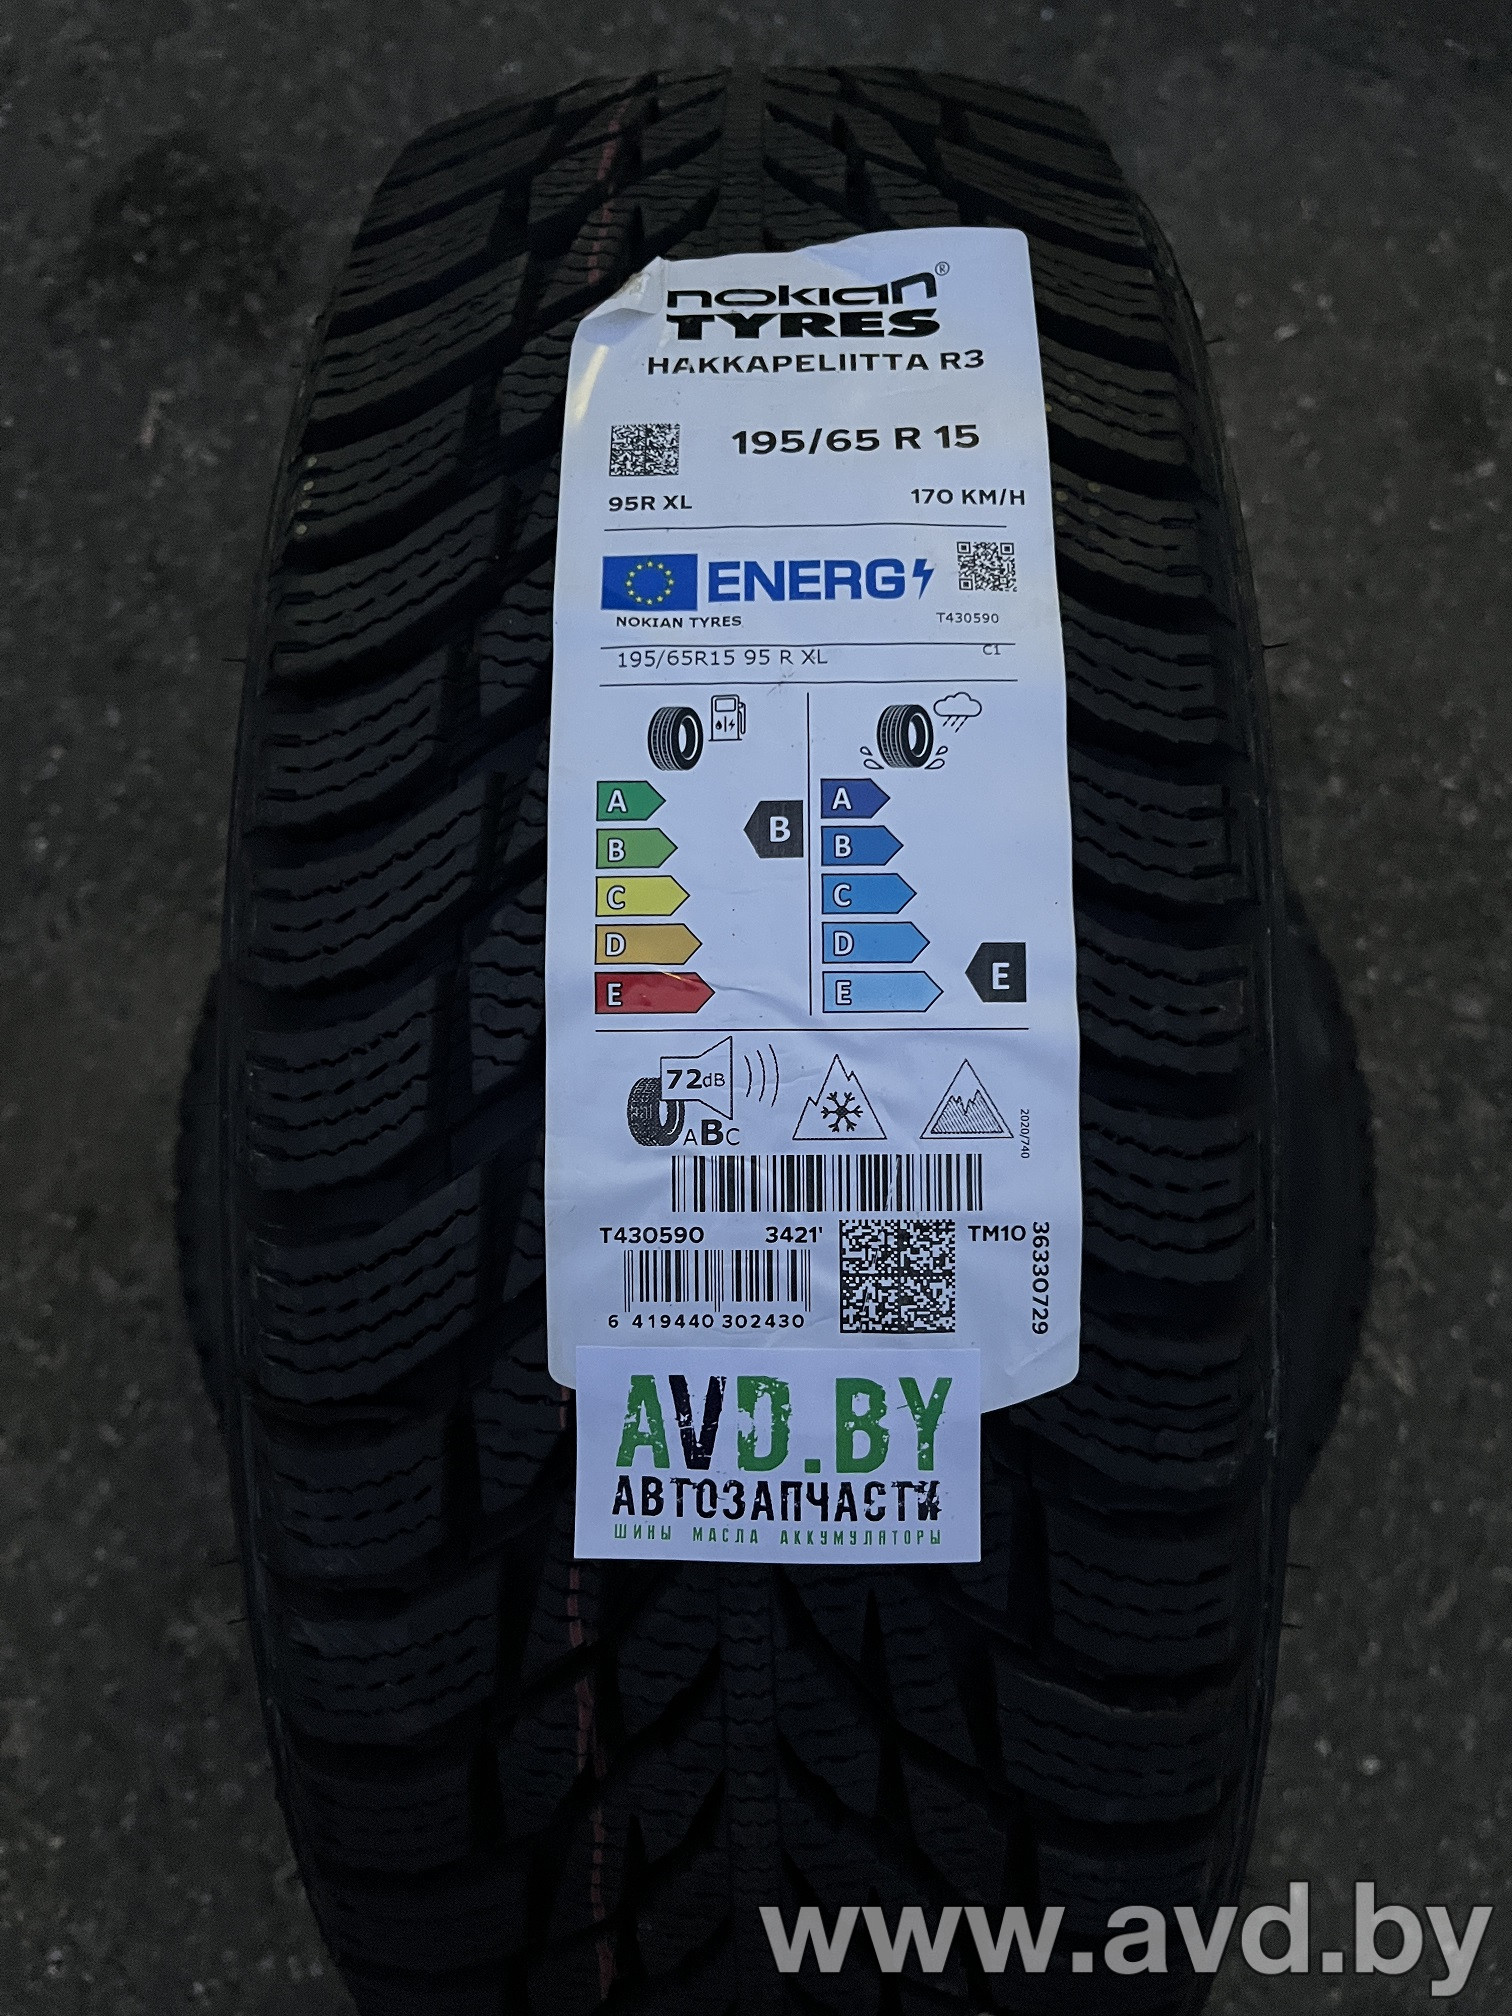 nokian®
TYRES
HAKKAPELIITTA R3
195/65 R 15
95R XL
170 KM/H
ENERG
NOKIAN TYRES
T430590
195/65R15 95 R XL
C1
A
B
C
D
E
B
A
B
C
D
E
E
72dB
ABC
2020/740
T430590
3421'
TM10
36330729
6 419440 302430
AVD.BY
АВТОЗАПЧАСТИ
ШИНЫ МАСЛА АККУМУЛЯТОРЫ
www.avd.by